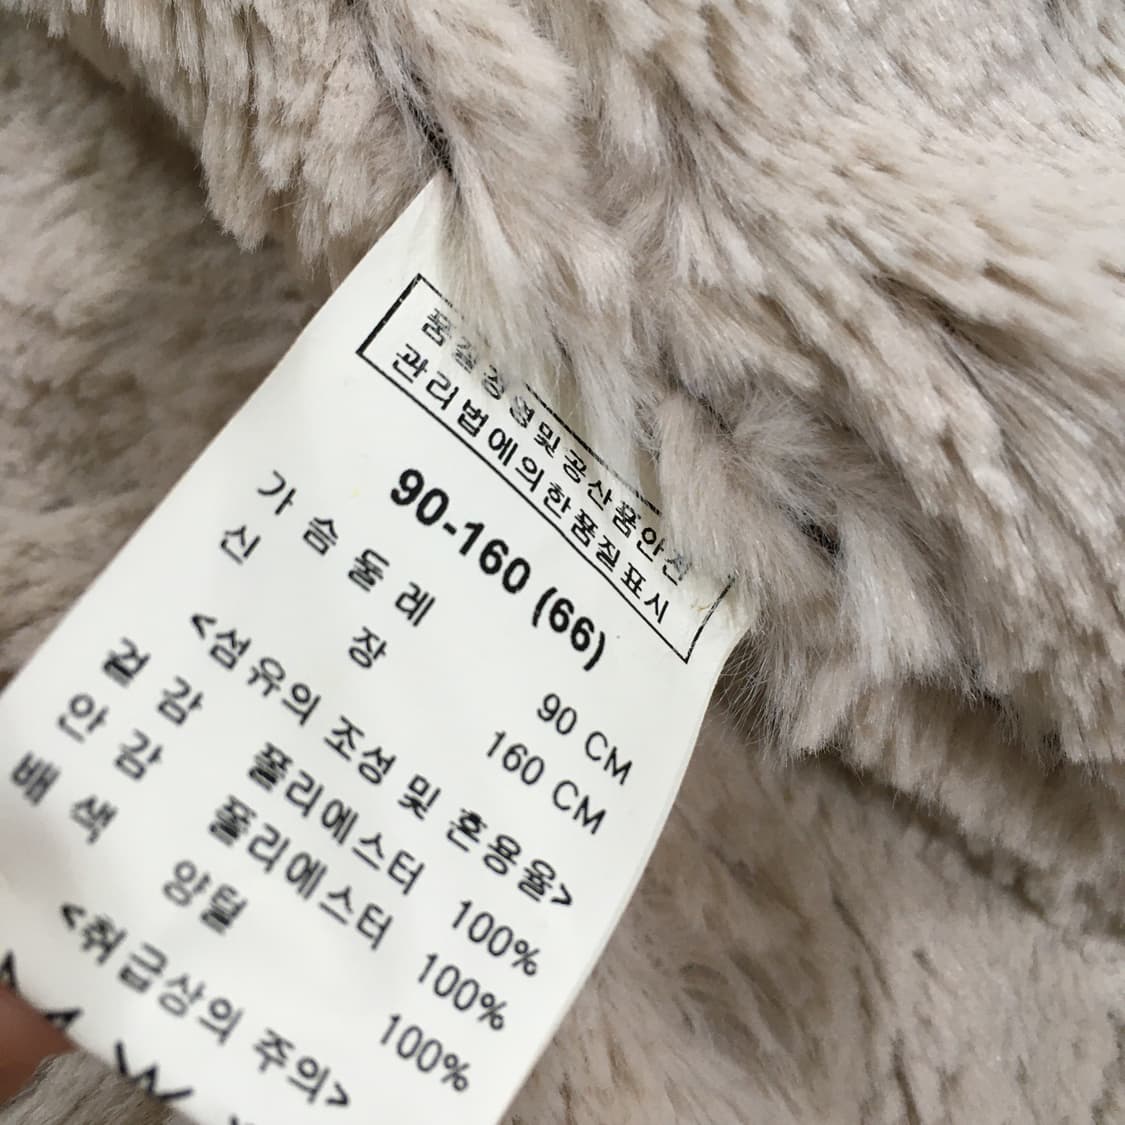 품질경영및공산품안전
관리법에의한품질표시
90-160 (66)
가슴둘레 90 CM
신장 160 CM
<섬유의 조성 및 혼용율>
겉감 폴리에스터 100%
안감 폴리에스터 100%
배색 양털 100%
<취급상의 주의>